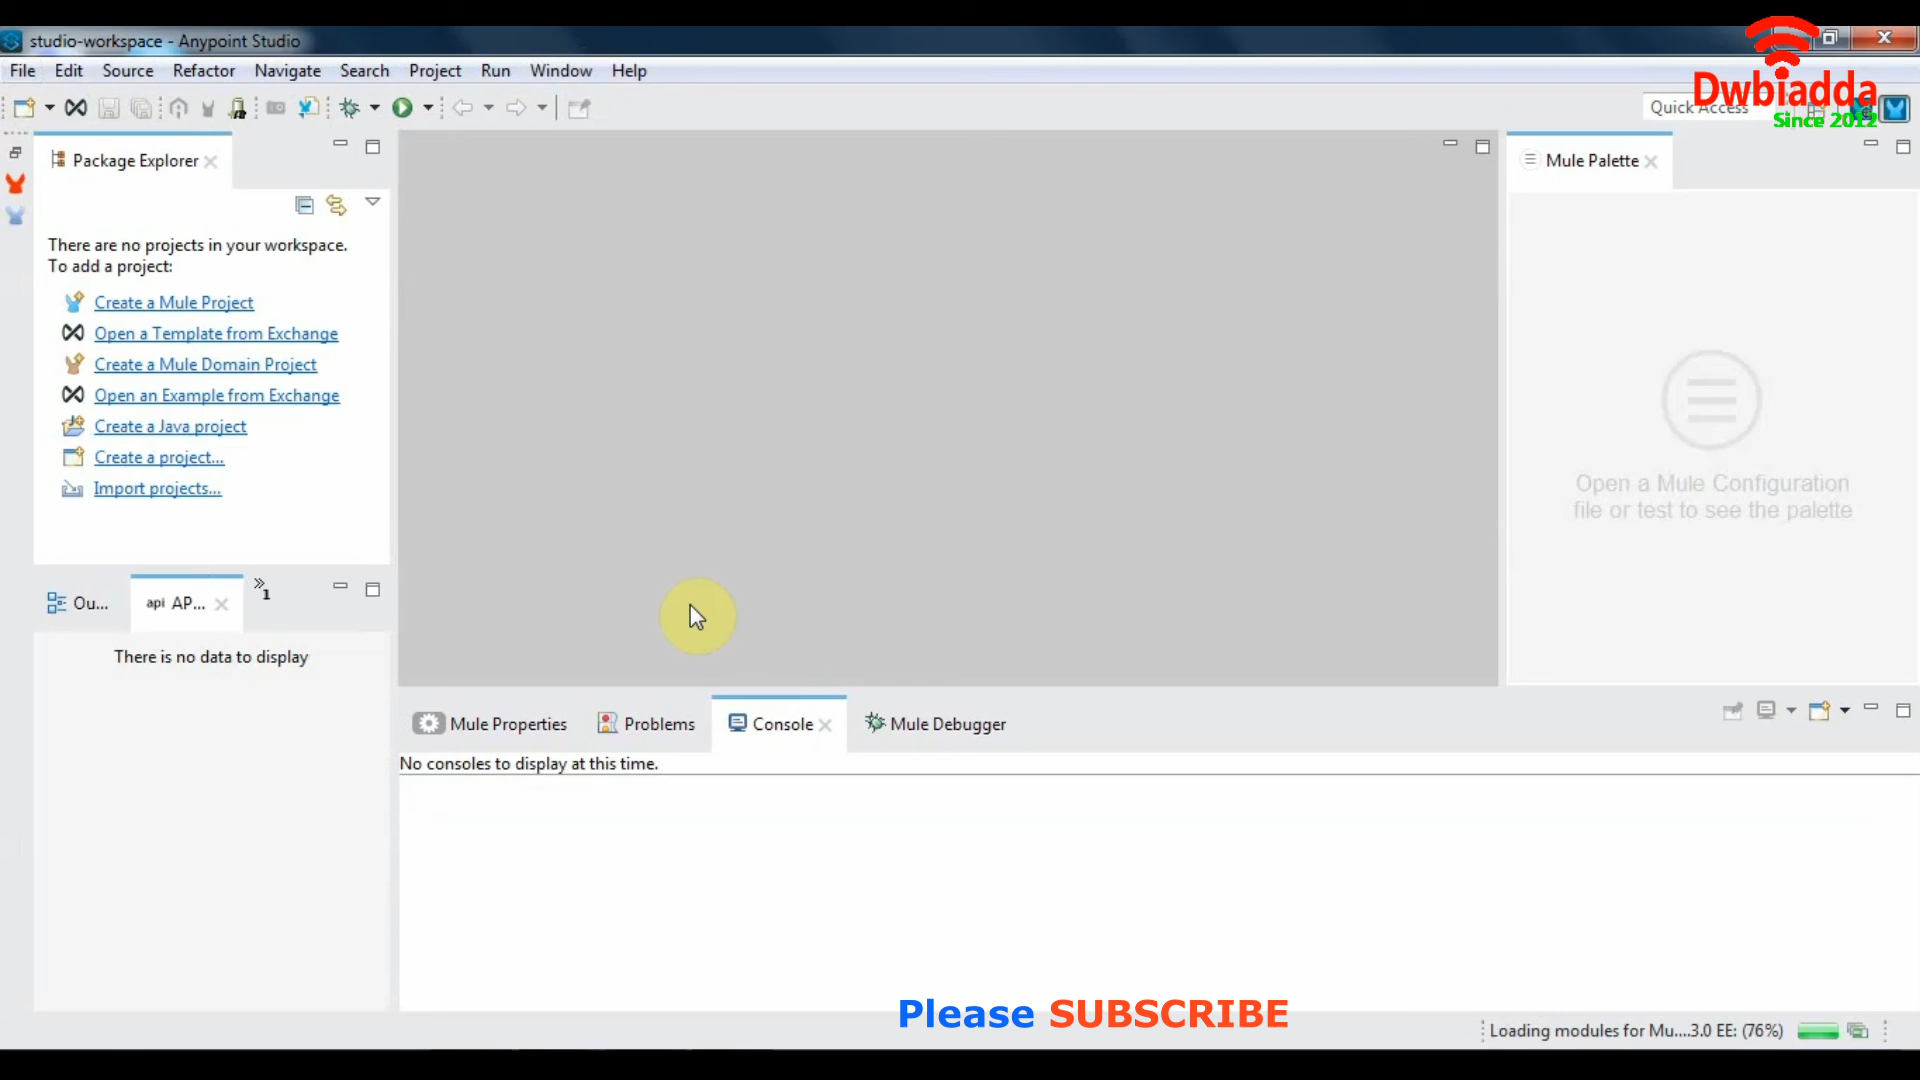 studio-workspace - Anypoint Studio
File Edit Source Refactor Navigate Search Project Run Window Help
Dwbiadda
Since 2012
Quick Access
Package Explorer
There are no projects in your workspace.
To add a project:
Create a Mule Project
Open a Template from Exchange
Create a Mule Domain Project
Open an Example from Exchange
Create a Java project
Create a project...
Import projects...
Mule Palette
Open a Mule Configuration
file or test to see the palette
Ou... api AP... »1
There is no data to display
Mule Properties Problems Console Mule Debugger
No consoles to display at this time.
Please SUBSCRIBE
Loading modules for Mu....3.0 EE: (76%)